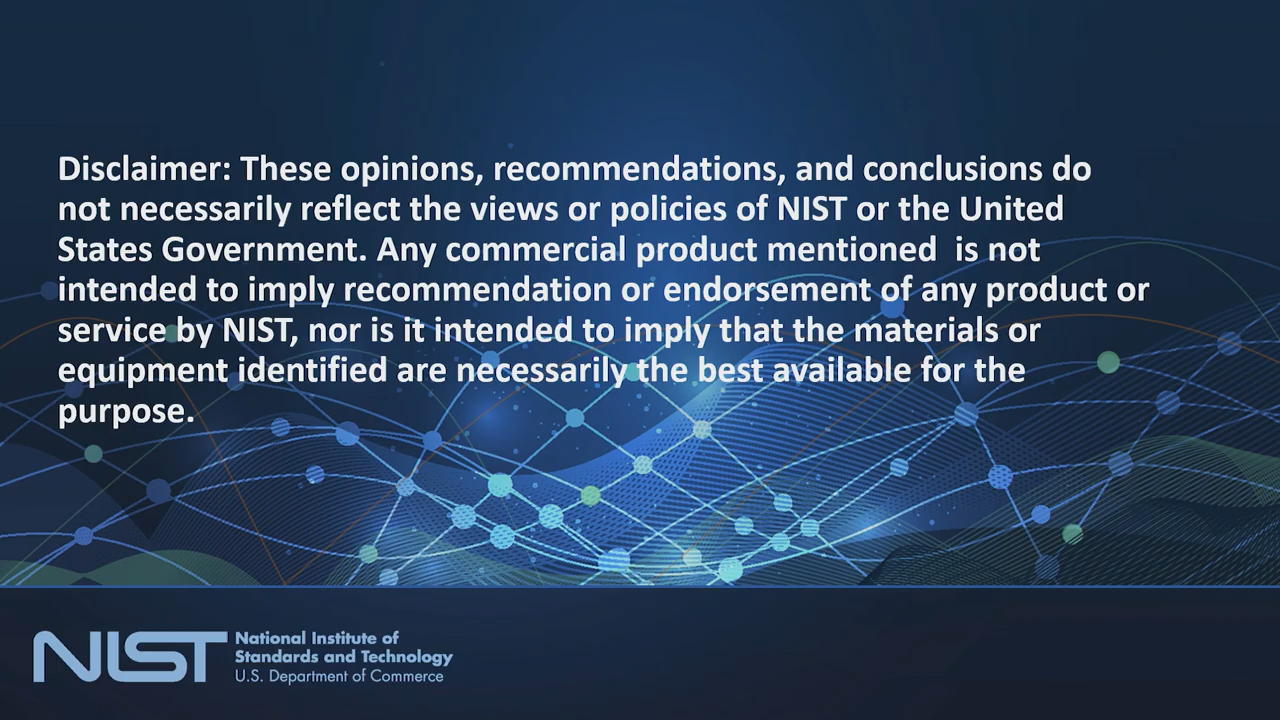 Disclaimer: These opinions, recommendations, and conclusions do
not necessarily reflect the views or policies of NIST or the United
States Government. Any commercial product mentioned  is not
intended to imply recommendation or endorsement of any product or
service by NIST, nor is it intended to imply that the materials or
equipment identified are necessarily the best available for the
purpose.
NIST
National Institute of
Standards and Technology
U.S. Department of Commerce